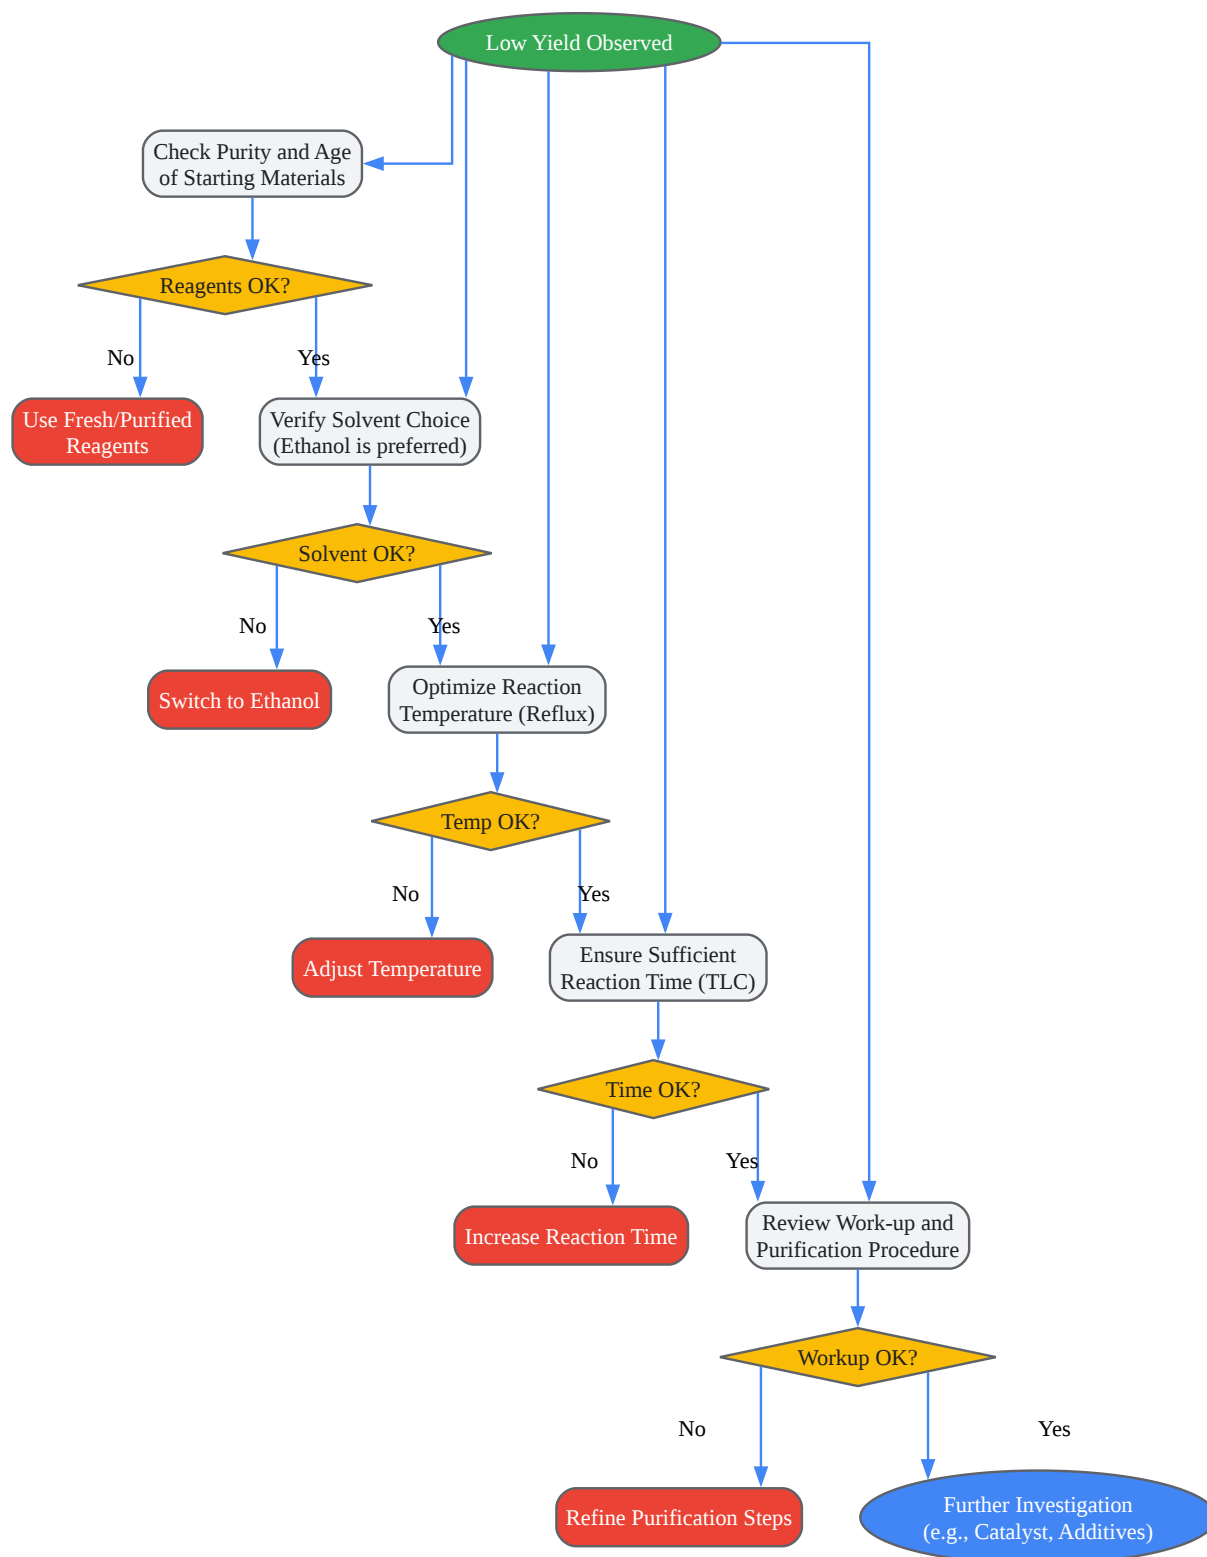 Low Yield Observed
Check Purity and Age
of Starting Materials
Reagents OK?
No
Yes
Use Fresh/Purified
Reagents
Verify Solvent Choice
(Ethanol is preferred)
Solvent OK?
No
Yes
Switch to Ethanol
Optimize Reaction
Temperature (Reflux)
Temp OK?
No
Yes
Adjust Temperature
Ensure Sufficient
Reaction Time (TLC)
Time OK?
No
Yes
Increase Reaction Time
Review Work-up and
Purification Procedure
Workup OK?
No
Yes
Refine Purification Steps
Further Investigation
(e.g., Catalyst, Additives)